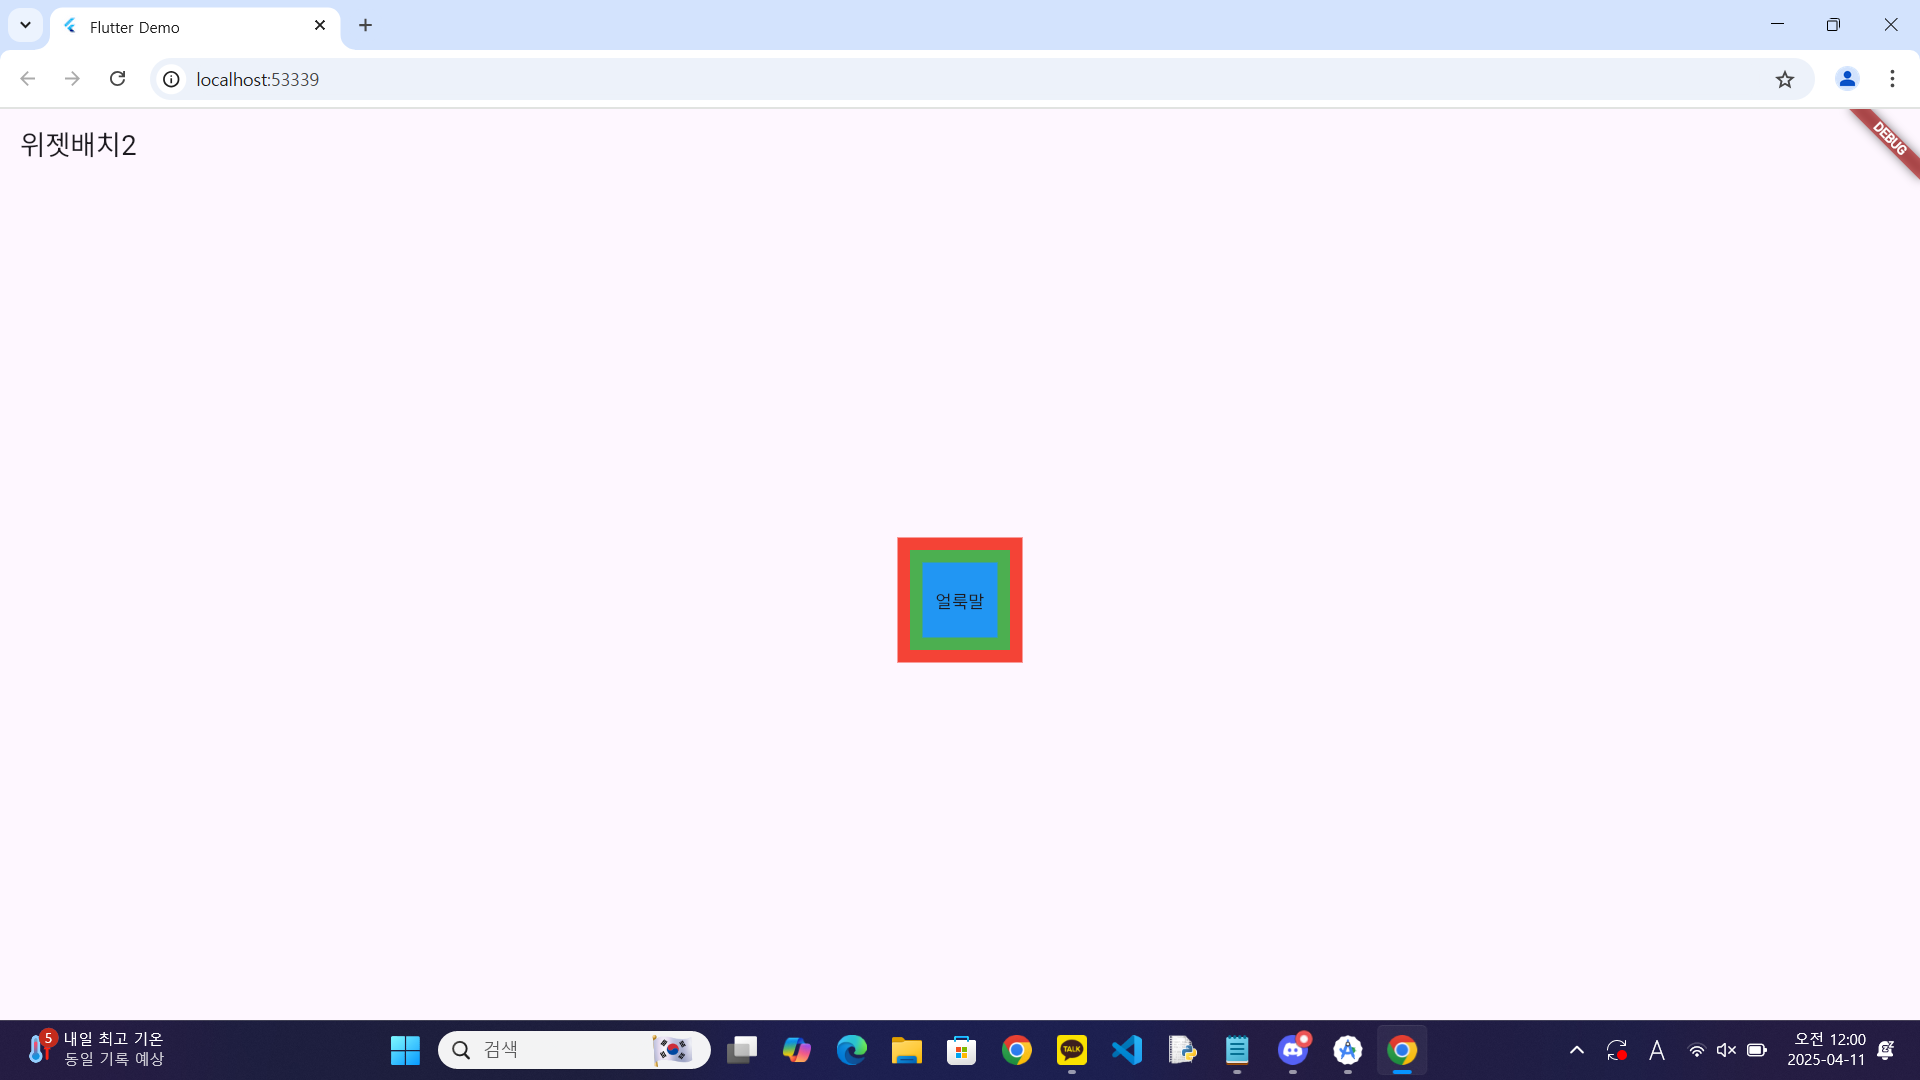 Flutter Demo
localhost:53339
위젯배치2
DEBUG
얼룩말
5
내일 최고 기온
동일 기록 예상
검색
TALK
A
오전 12:00
2025-04-11